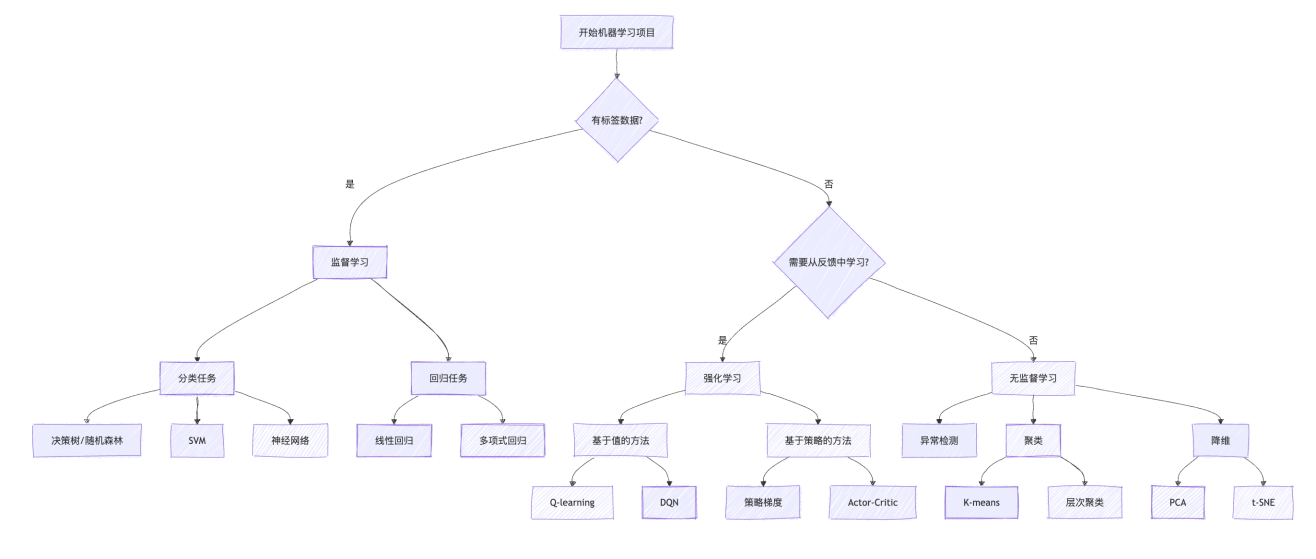 开始机器学习项目
有标签数据?
是
否
监督学习
需要从反馈中学习?
是
否
分类任务
回归任务
强化学习
无监督学习
决策树/随机森林
SVM
神经网络
线性回归
多项式回归
基于值的方法
基于策略的方法
异常检测
聚类
降维
Q-learning
DQN
策略梯度
Actor-Critic
K-means
层次聚类
PCA
t-SNE